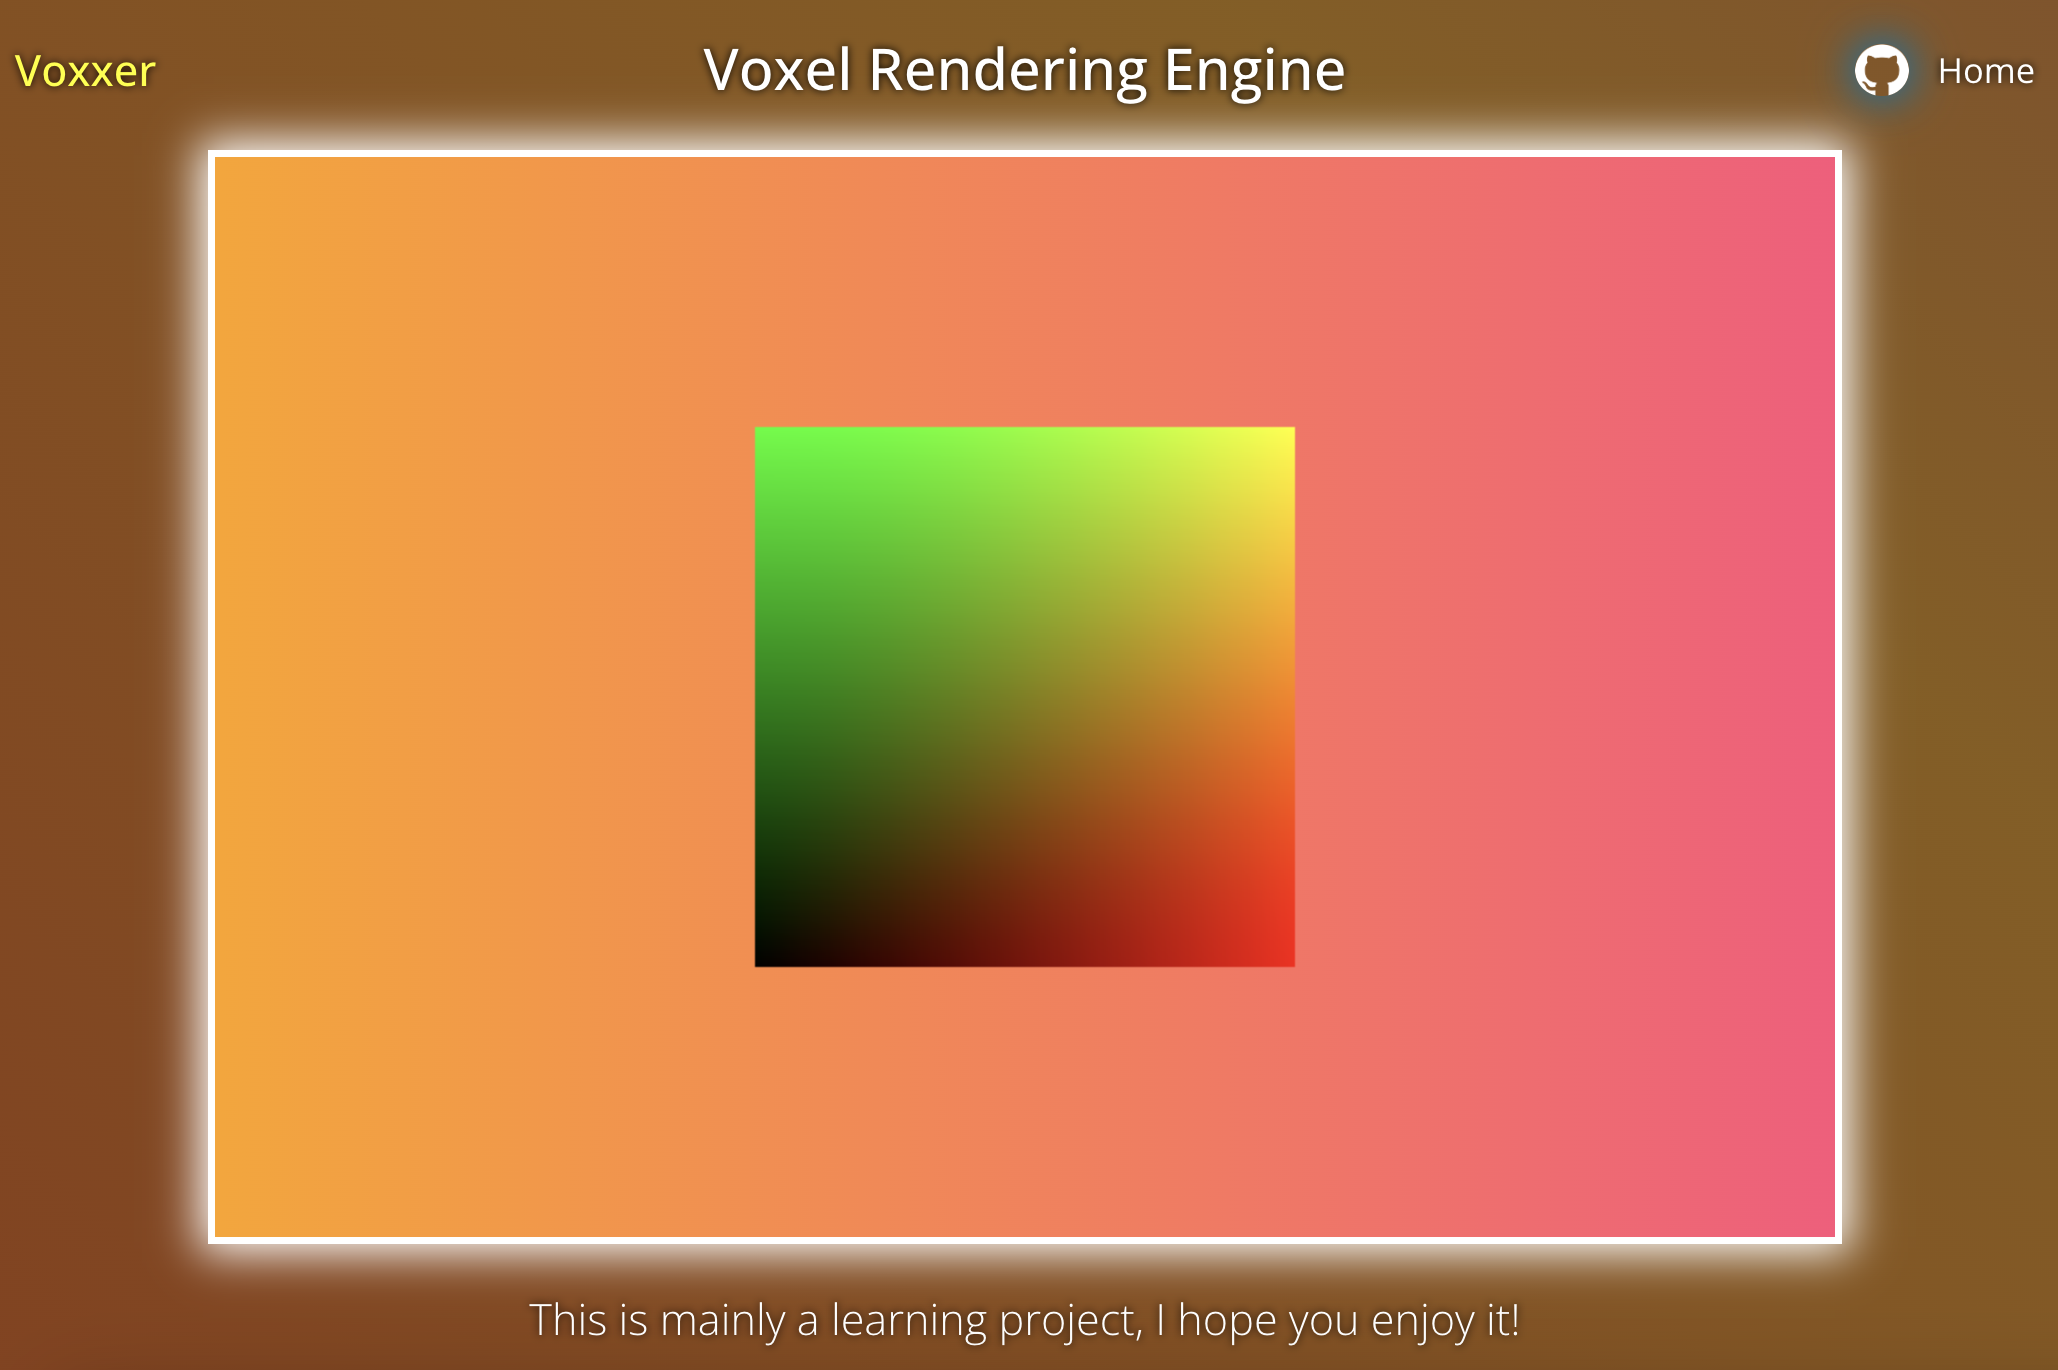 Voxxer
Voxel Rendering Engine
Home
This is mainly a learning project, I hope you enjoy it!